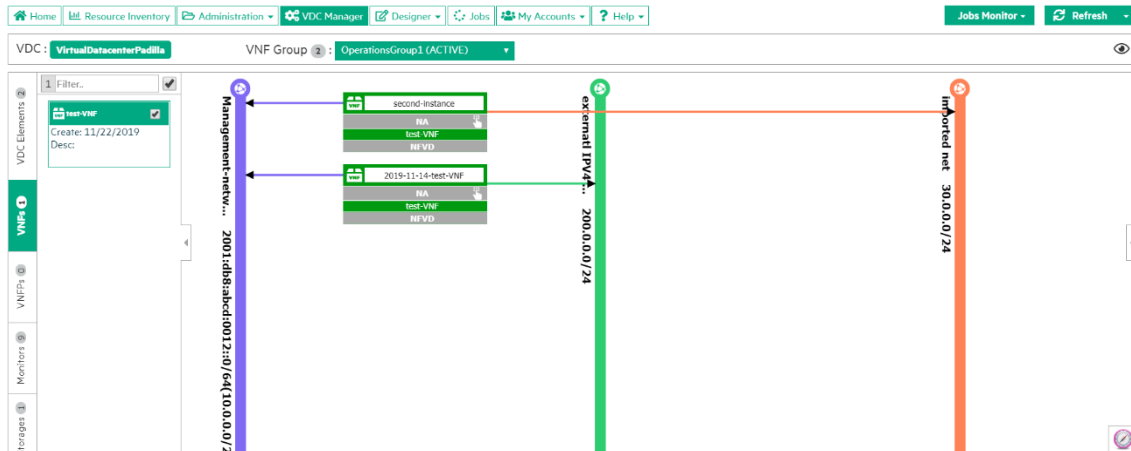 Home Resource Inventory Administration VDC Manager Designer Jobs My Accounts ? Help Jobs Monitor Refresh
VDC : VirtualDatacenterPadilla VNF Group 2 : OperationsGroup1 (ACTIVE)
VDC Elements 2
VNFs 1
VNFPs 0
Monitors 9
torages 1
1 Filter..
test-VNF
Create: 11/22/2019
Desc:
Management-netw... 2001:db8:abcd:0012::0/64(10.0.0.0/2
second-instance
NA
test-VNF
NFVD
2019-11-14-test-VNF
NA
test-VNF
NFVD
externatl IPV4-... 200.0.0.0/24
imported net 30.0.0.0/24